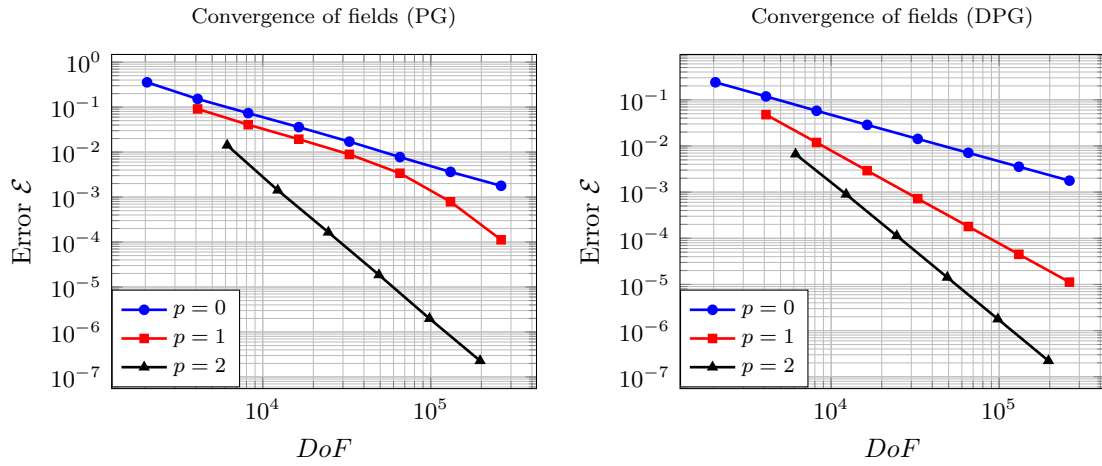 Convergence of fields (PG)
10^0
10^{-1}
10^{-2}
10^{-3}
10^{-4}
10^{-5}
10^{-6}
10^{-7}
Error ℰ
p = 0
p = 1
p = 2
10^4
10^5
DoF
Convergence of fields (DPG)
10^{-1}
10^{-2}
10^{-3}
10^{-4}
10^{-5}
10^{-6}
10^{-7}
Error ℰ
p = 0
p = 1
p = 2
10^4
10^5
DoF